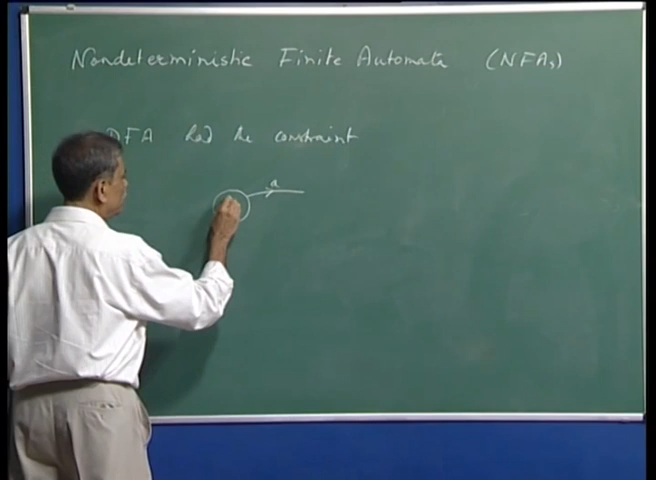 Nondeterministic Finite Automata (NFAs)
DFA had the constraint
a